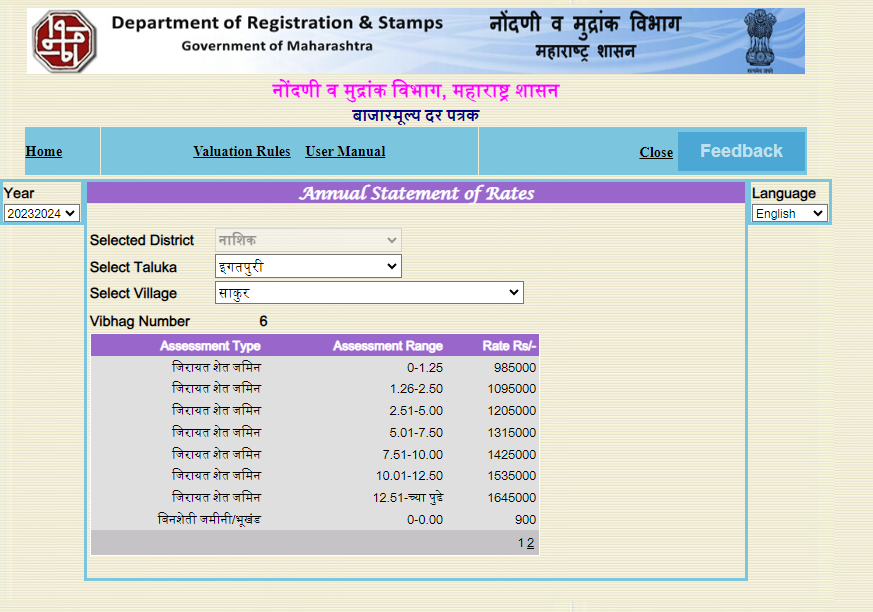 Department of Registration & Stamps नोंदणी व मुद्रांक विभाग
Government of Maharashtra महाराष्ट्र शासन
नोंदणी व मुद्रांक विभाग, महाराष्ट्र शासन
बाजारमूल्य दर पत्रक
Home Valuation Rules User Manual Close Feedback
Year Annual Statement of Rates Language
20232024 English
Selected District नाशिक
Select Taluka इगतपुरी
Select Village साकुर
Vibhag Number 6
Assessment Type Assessment Range Rate Rs/-
जिरायत शेत जमिन 0-1.25 985000
जिरायत शेत जमिन 1.26-2.50 1095000
जिरायत शेत जमिन 2.51-5.00 1205000
जिरायत शेत जमिन 5.01-7.50 1315000
जिरायत शेत जमिन 7.51-10.00 1425000
जिरायत शेत जमिन 10.01-12.50 1535000
जिरायत शेत जमिन 12.51-च्या पुढे 1645000
बिनशेती जमीनी/भूखंड 0-0.00 900
1 2